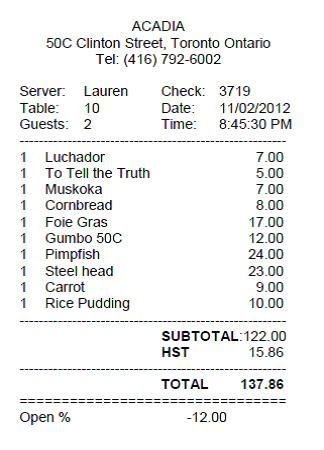 ACADIA
50C Clinton Street, Toronto Ontario
Tel: (416) 792-6002
Server: Lauren Check: 3719
Table: 10 Date: 11/02/2012
Guests: 2 Time: 8:45:30 PM
1 Luchador 7.00
1 To Tell the Truth 5.00
1 Muskoka 7.00
1 Cornbread 8.00
1 Foie Gras 17.00
1 Gumbo 50C 12.00
1 Pimpfish 24.00
1 Steel head 23.00
1 Carrot 9.00
1 Rice Pudding 10.00
SUBTOTAL:122.00
HST 15.86
TOTAL 137.86
Open % -12.00